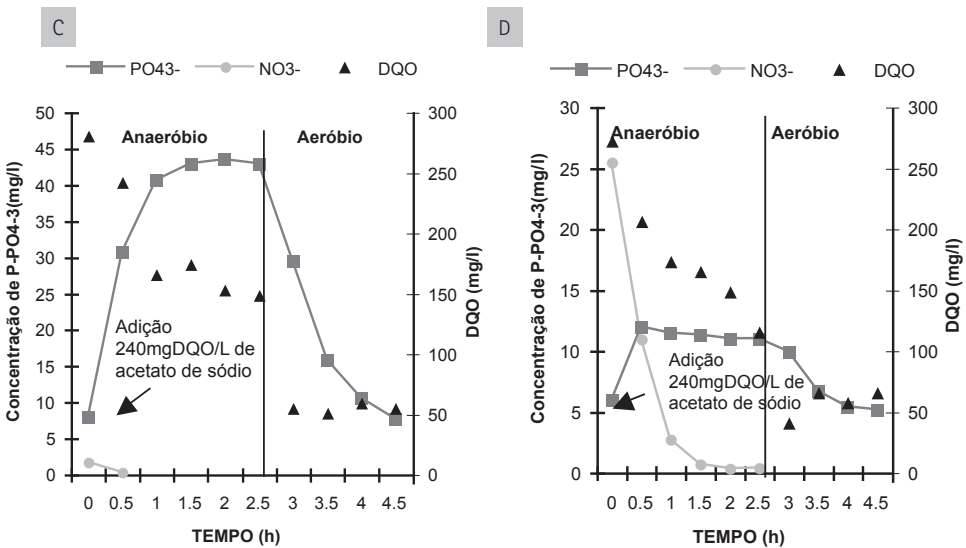 C
PO43-
NO3-
DQO
50
45
40
35
30
25
20
15
10
5
0
Concentração de P-PO4-3(mg/l)
Anaeróbio
Aeróbio
Adição
240mgDQO/L de
acetato de sódio
300
250
200
150
100
50
0
DQO (mg/l)
0 0.5 1 1.5 2 2.5 3 3.5 4 4.5
TEMPO (h)
D
PO43-
NO3-
DQO
30
25
20
15
10
5
0
Concentração de P-PO4-3(mg/l)
Anaeróbio
Aeróbio
Adição
240mgDQO/L de
acetato de sódio
300
250
200
150
100
50
0
DQO (mg/l)
0 0.5 1 1.5 2 2.5 3 3.5 4 4.5
TEMPO (h)